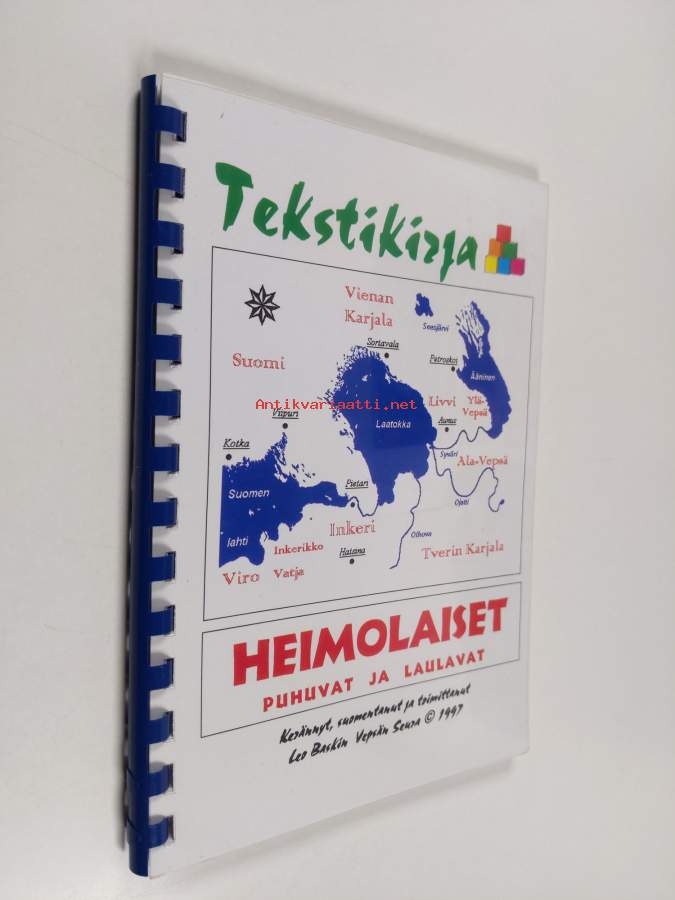 Tekstikirja
Vienan
Karjala
Seesjärvi
Suomi
Sortavala
Petroskoi
Ääninen
Antikvariaatti.net
Livvi
Ylä-
Vepsä
Viipuri
Laatokka
Aunus
Kotka
Syväri
Ala-Vepsä
Suomen
lahti
Pietari
Ojatti
Inkeri
Olhava
Inkerikko
Hatsina
Tverin Karjala
Viro
Vatja
HEIMOLAISET
PUHUVAT JA LAULAVAT
Kerännyt, suomentanut ja toimittanut
Leo Baskin Vepsän Seura © 1997